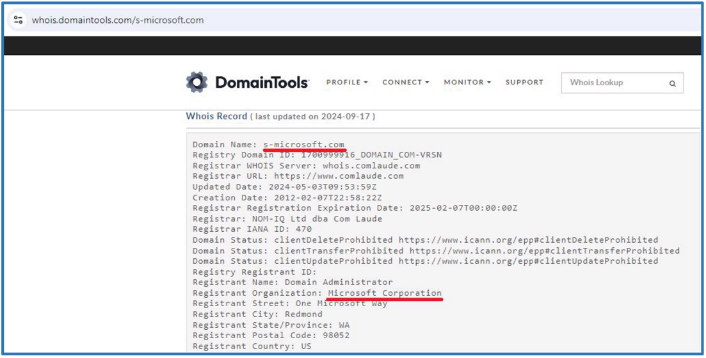 whois.domaintools.com/s-microsoft.com
DomainTools PROFILE CONNECT MONITOR SUPPORT Whois Lookup
Whois Record ( last updated on 2024-09-17 )
Domain Name: s-microsoft.com
Registry Domain ID: 1700999916_DOMAIN_COM-VRSN
Registrar WHOIS Server: whois.comlaude.com
Registrar URL: https://www.comlaude.com
Updated Date: 2024-05-03T09:53:59Z
Creation Date: 2012-02-07T22:58:22Z
Registrar Registration Expiration Date: 2025-02-07T00:00:00Z
Registrar: NOM-IQ Ltd dba Com Laude
Registrar IANA ID: 470
Domain Status: clientDeleteProhibited https://www.icann.org/epp#clientDeleteProhibited
Domain Status: clientTransferProhibited https://www.icann.org/epp#clientTransferProhibited
Domain Status: clientUpdateProhibited https://www.icann.org/epp#clientUpdateProhibited
Registry Registrant ID:
Registrant Name: Domain Administrator
Registrant Organization: Microsoft Corporation
Registrant Street: One Microsoft Way
Registrant City: Redmond
Registrant State/Province: WA
Registrant Postal Code: 98052
Registrant Country: US